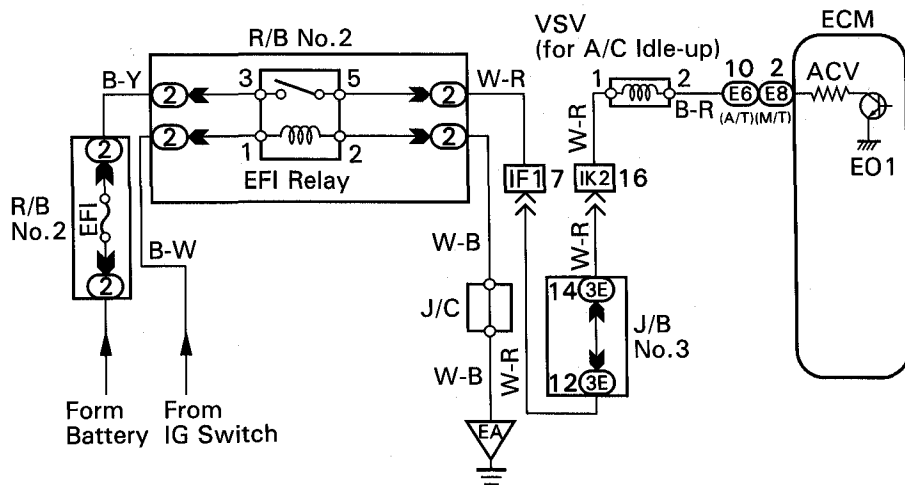 R/B No.2
B-Y
2
3
5
2
W-R
2
1
2
2
EFI Relay
R/B
No.2
2
EFI
2
B-W
Form
Battery
From
IG Switch
W-B
J/C
W-B
EA
W-R
IF1 7
VSV
(for A/C Idle-up)
1
2
W-R
B-R
IK2 16
W-R
14 3E
J/B
No.3
12 3E
10 2
E6 E8
(A/T) (M/T)
ECM
ACV
EO1